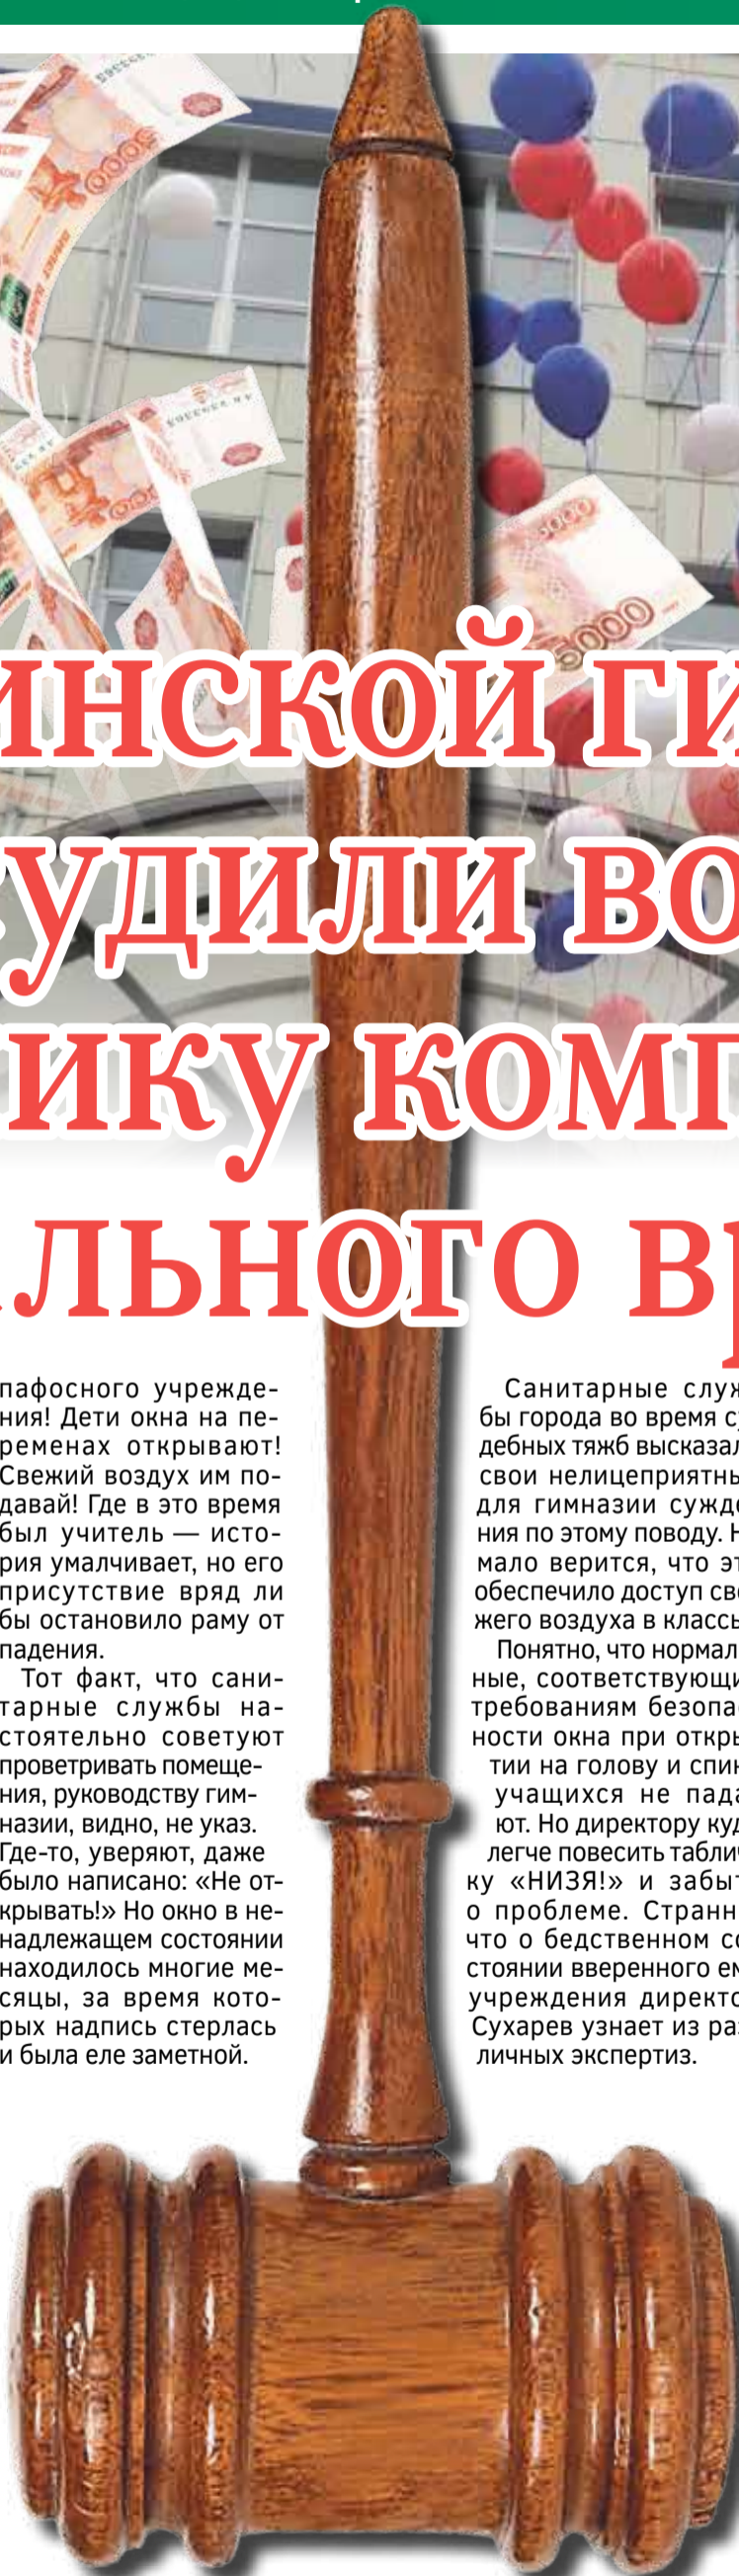 5000
5000
5000
5000
инской ги
удили во
ику комп
льного вр
пафосного учрежде-
ния! Дети окна на пе-
ременах открывают!
Свежий воздух им по-
давай! Где в это время
был учитель — исто-
рия умалчивает, но его
присутствие вряд ли
бы остановило раму от
падения.
Тот факт, что сани-
тарные службы на-
стоятельно советуют
проветривать помеще-
ния, руководству гим-
назии, видно, не указ.
Где-то, уверяют, даже
было написано: «Не от-
крывать!» Но окно в не-
надлежащем состоянии
находилось многие ме-
сяцы, за время кото-
рых надпись стерлась
и была еле заметной.
Санитарные служ
бы города во время су
дебных тяжб высказал
свои нелицеприятны
для гимназии сужде
ния по этому поводу. Н
мало верится, что эт
обеспечило доступ све
жего воздуха в классы
Понятно, что нормал
ные, соответствующи
требованиям безопас
ности окна при откры
тии на голову и спин
учащихся не пада
ют. Но директору куд
легче повесить таблич
ку «НИЗЯ!» и забыт
о проблеме. Странн
что о бедственном со
стоянии вверенного ем
учреждения директо
Сухарев узнает из раз
личных экспертиз.